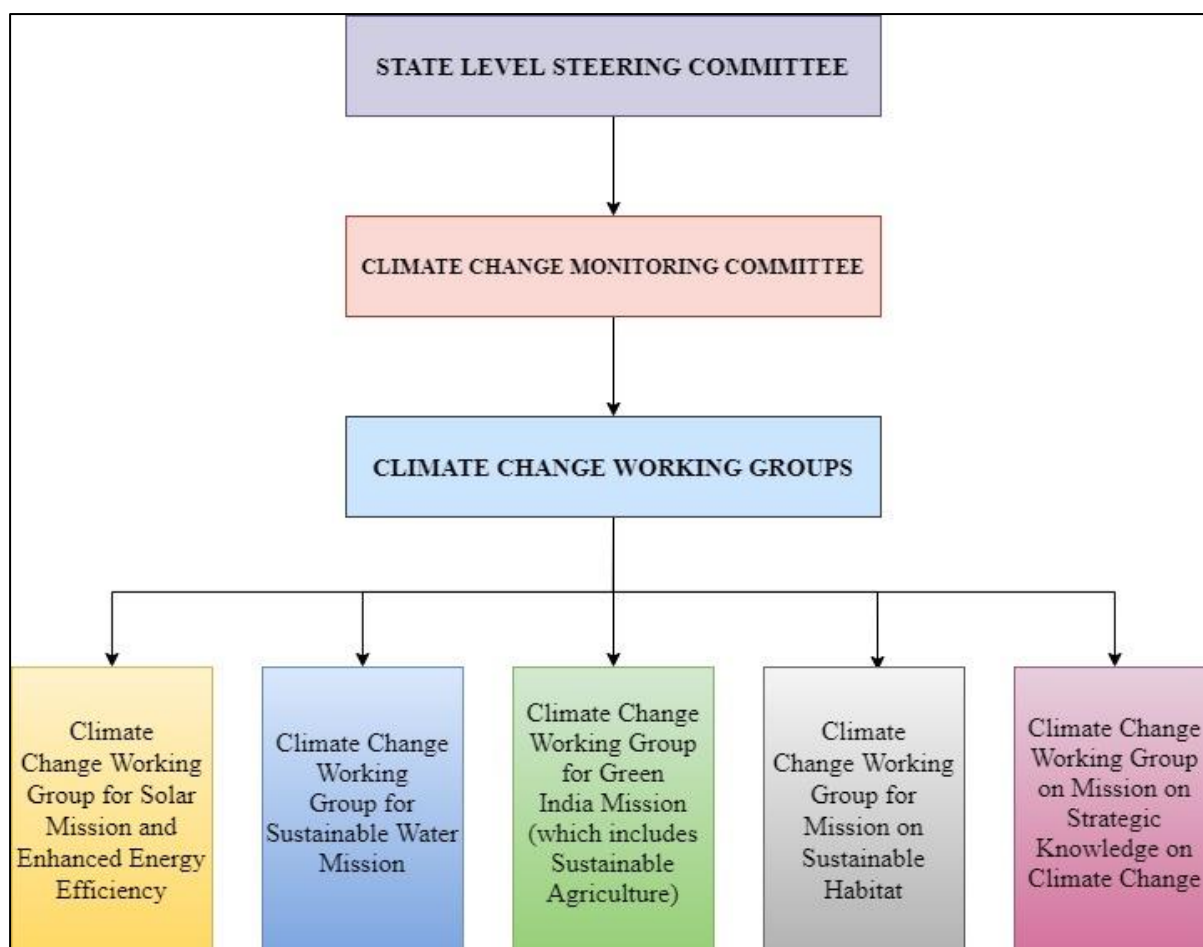 STATE LEVEL STEERING COMMITTEE
CLIMATE CHANGE MONITORING COMMITTEE
CLIMATE CHANGE WORKING GROUPS
Climate
Change Working
Group for Solar
Mission and
Enhanced Energy
Efficiency
Climate Change
Working
Group for
Sustainable Water
Mission
Climate Change
Working Group
for Green
India Mission
(which includes
Sustainable
Agriculture)
Climate
Change Working
Group for
Mission on
Sustainable
Habitat
Climate Change
Working Group
on Mission on
Strategic
Knowledge on
Climate Change